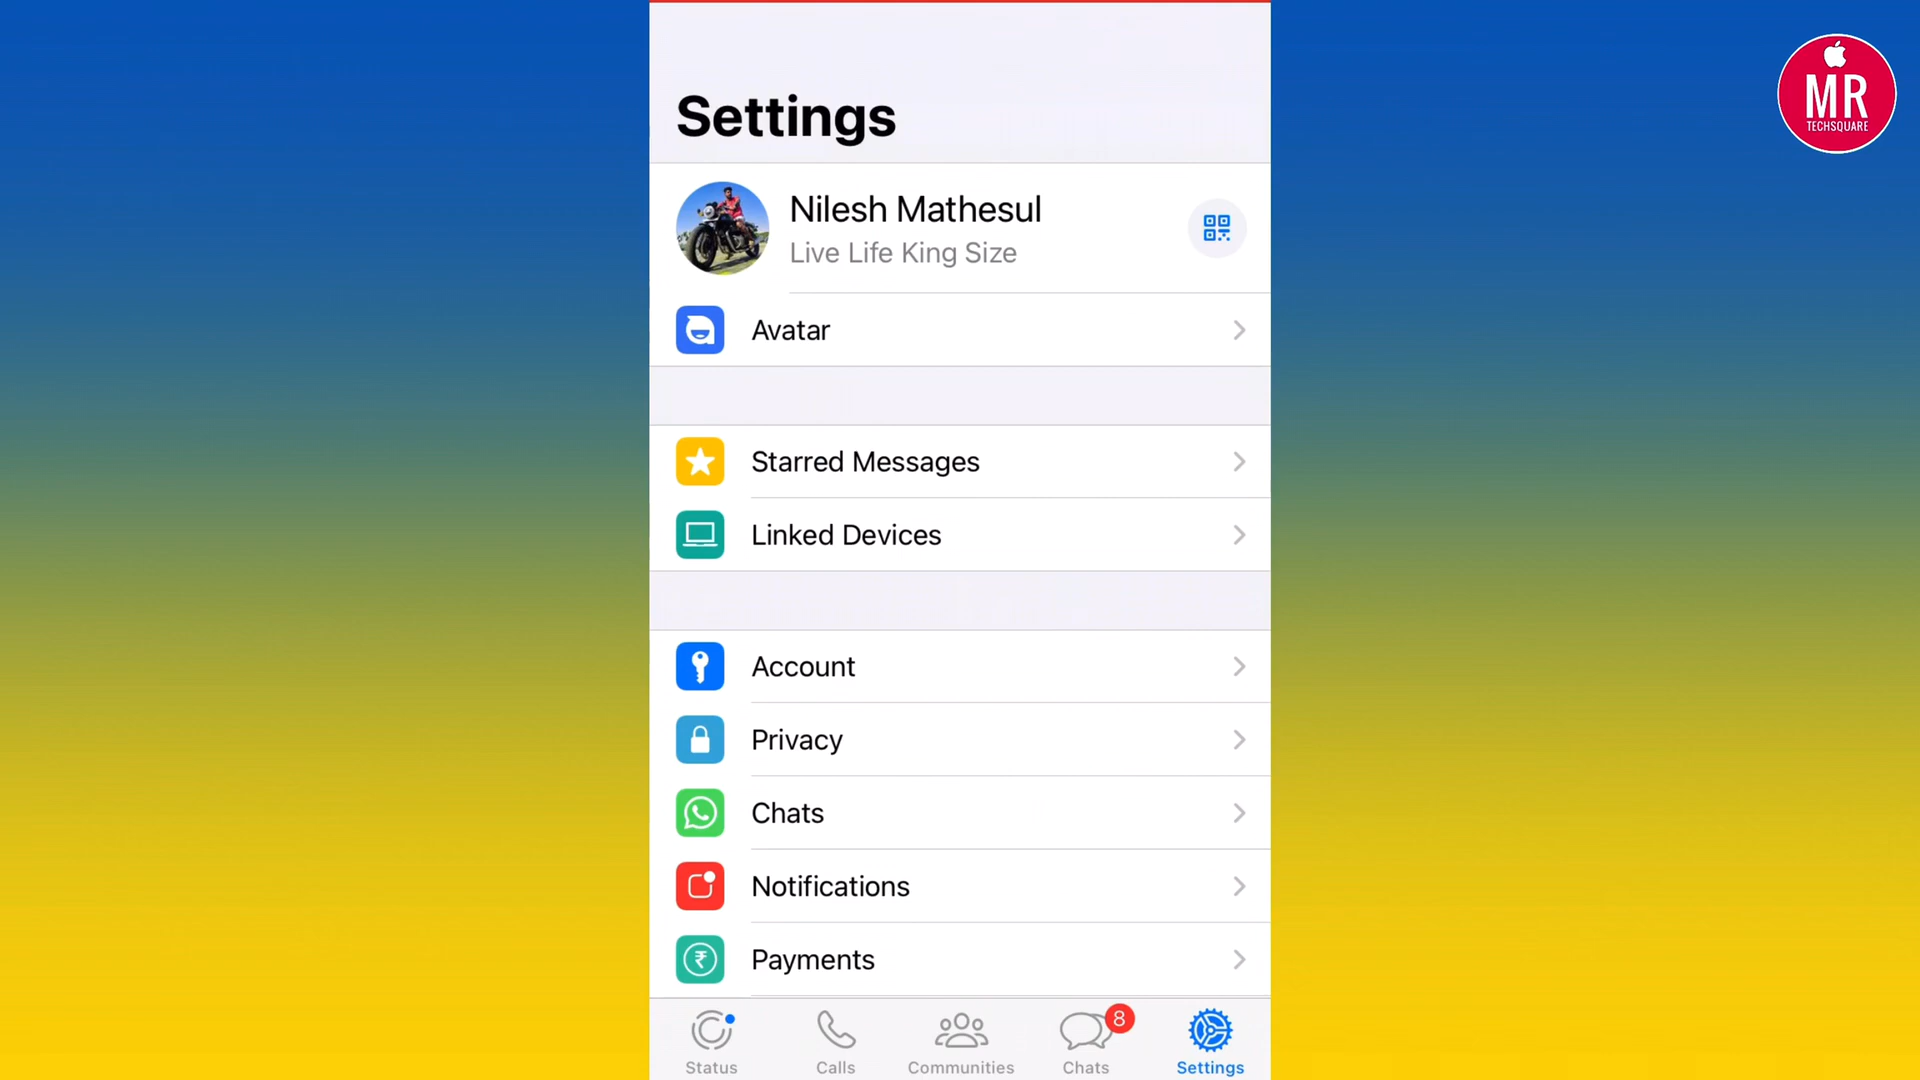 MR
TECHSQUARE
Settings
Nilesh Mathesul
Live Life King Size
Avatar
Starred Messages
Linked Devices
Account
Privacy
Chats
Notifications
₹
Payments
8
Status
Calls
Communities
Chats
Settings